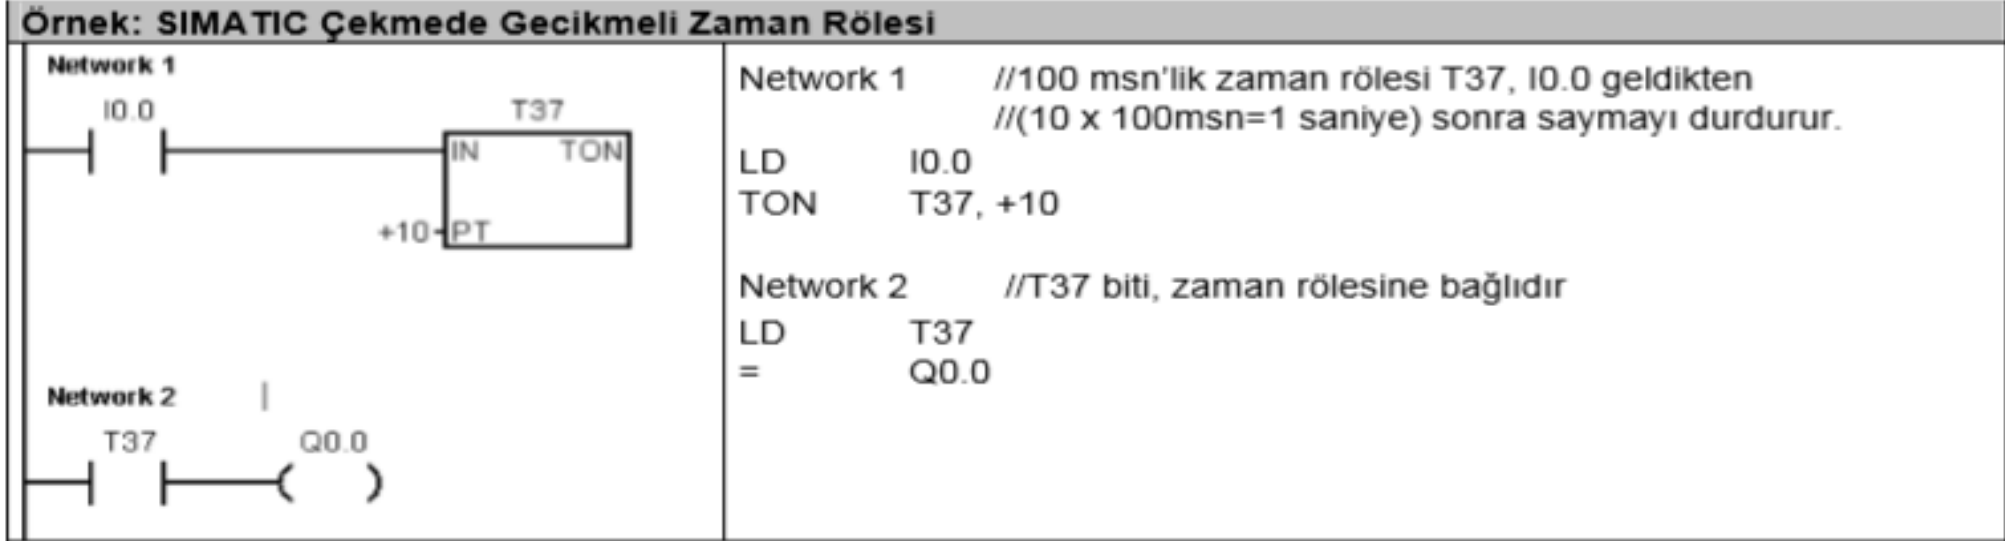 Örnek: SIMATIC Çekmede Gecikmeli Zaman Rölesi
Network 1
I0.0
T37
IN TON
+10 PT
Network 2
T37 Q0.0
Network 1 //100 msn'lik zaman rölesi T37, I0.0 geldikten
//(10 x 100msn=1 saniye) sonra saymayı durdurur.
LD I0.0
TON T37, +10
Network 2 //T37 biti, zaman rölesine bağlıdır
LD T37
= Q0.0